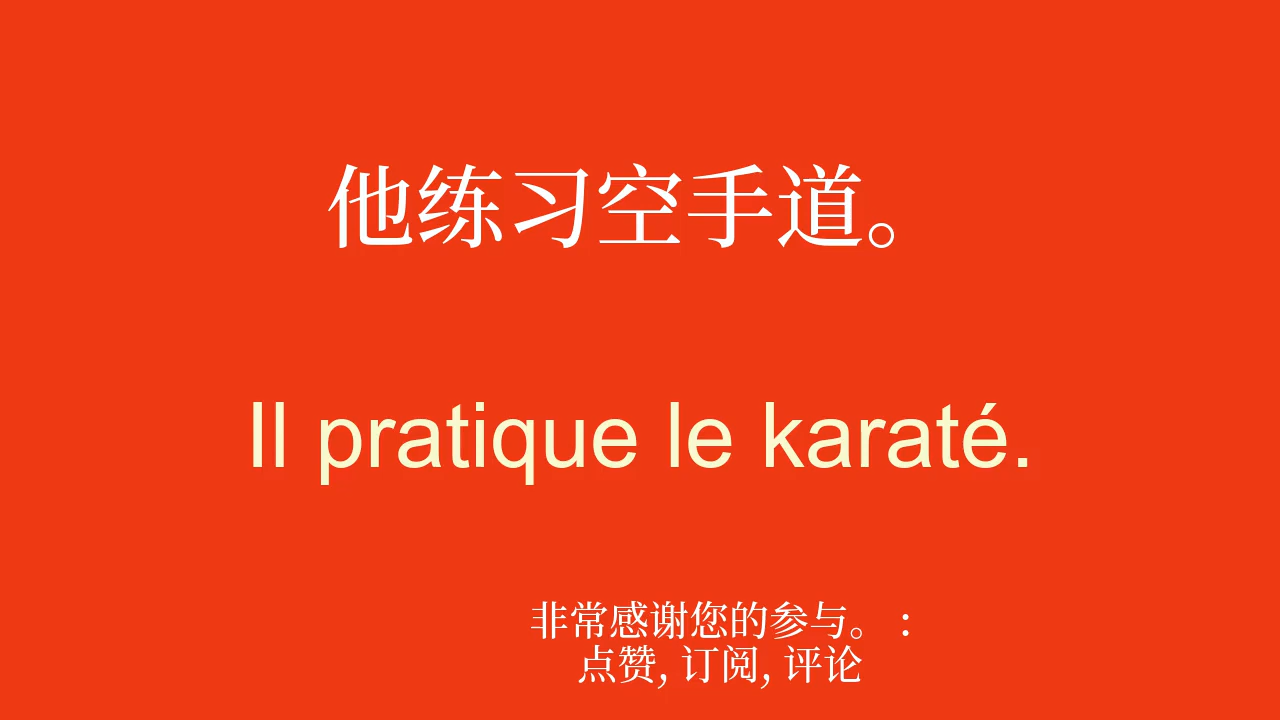 他练习空手道。
Il pratique le karaté.
非常感谢您的参与。 :
点赞, 订阅, 评论